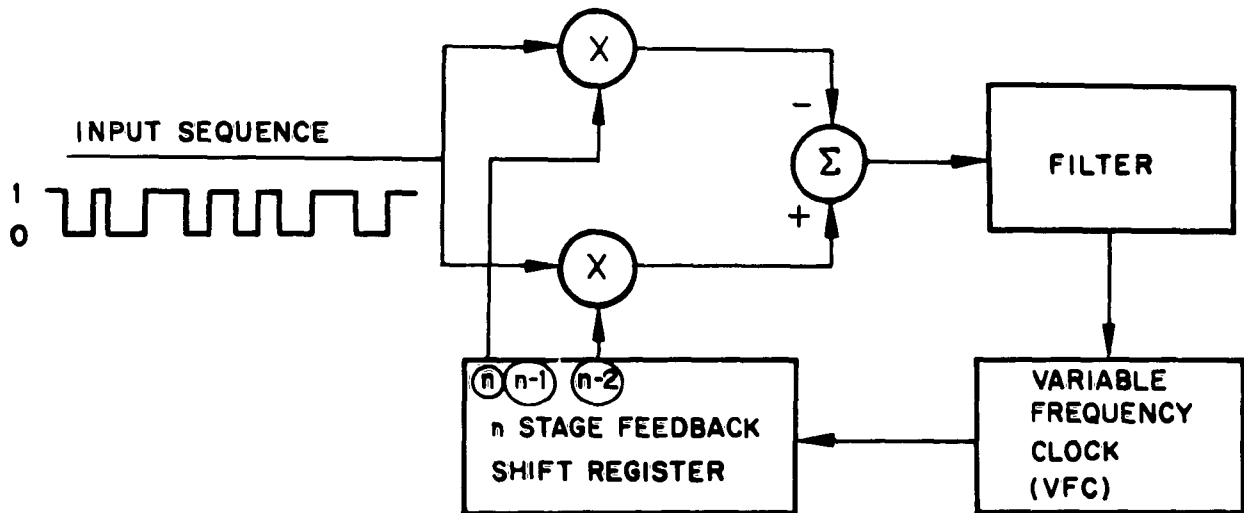 X
-
INPUT SEQUENCE
1
0
Σ
+
FILTER
X
n n-1 n-2
n STAGE FEEDBACK
SHIFT REGISTER
VARIABLE
FREQUENCY
CLOCK
(VFC)